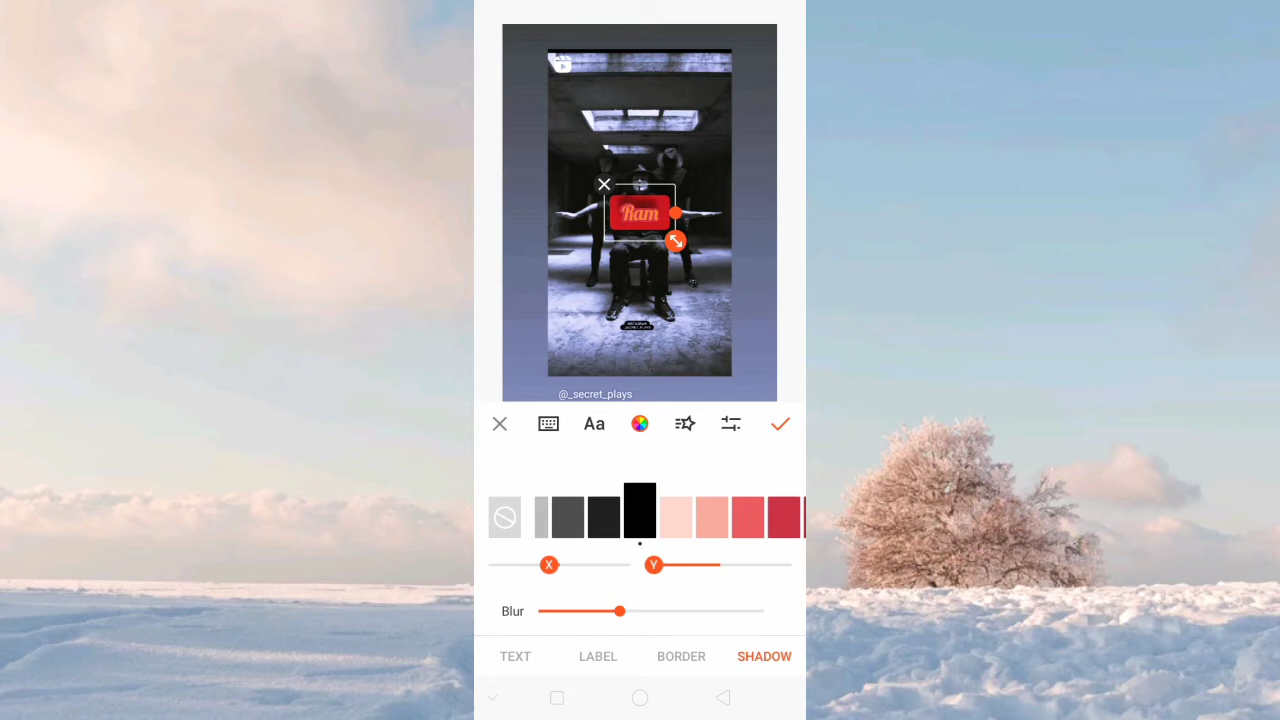 Ram
@_secret_plays
Aa
X
Y
Blur
TEXT
LABEL
BORDER
SHADOW